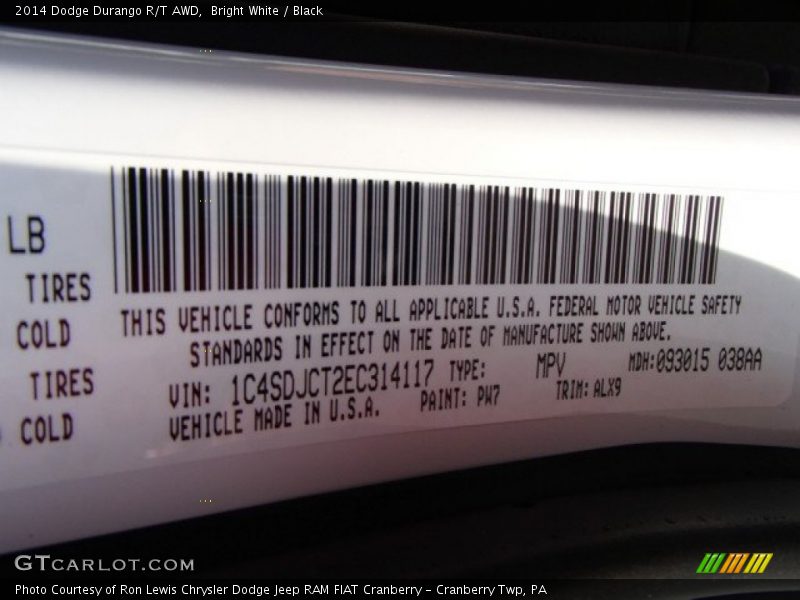 2014 Dodge Durango R/T AWD, Bright White / Black
LB
TIRES
COLD
TIRES
COLD
THIS VEHICLE CONFORMS TO ALL APPLICABLE U.S.A. FEDERAL MOTOR VEHICLE SAFETY
STANDARDS IN EFFECT ON THE DATE OF MANUFACTURE SHOWN ABOVE.
VIN: 1C4SDJCT2EC314117 TYPE: MPV MDH:093015 038AA
VEHICLE MADE IN U.S.A. PAINT: PW7 TRIM: ALX9
GTCARLOT.COM
Photo Courtesy of Ron Lewis Chrysler Dodge Jeep RAM FIAT Cranberry – Cranberry Twp, PA